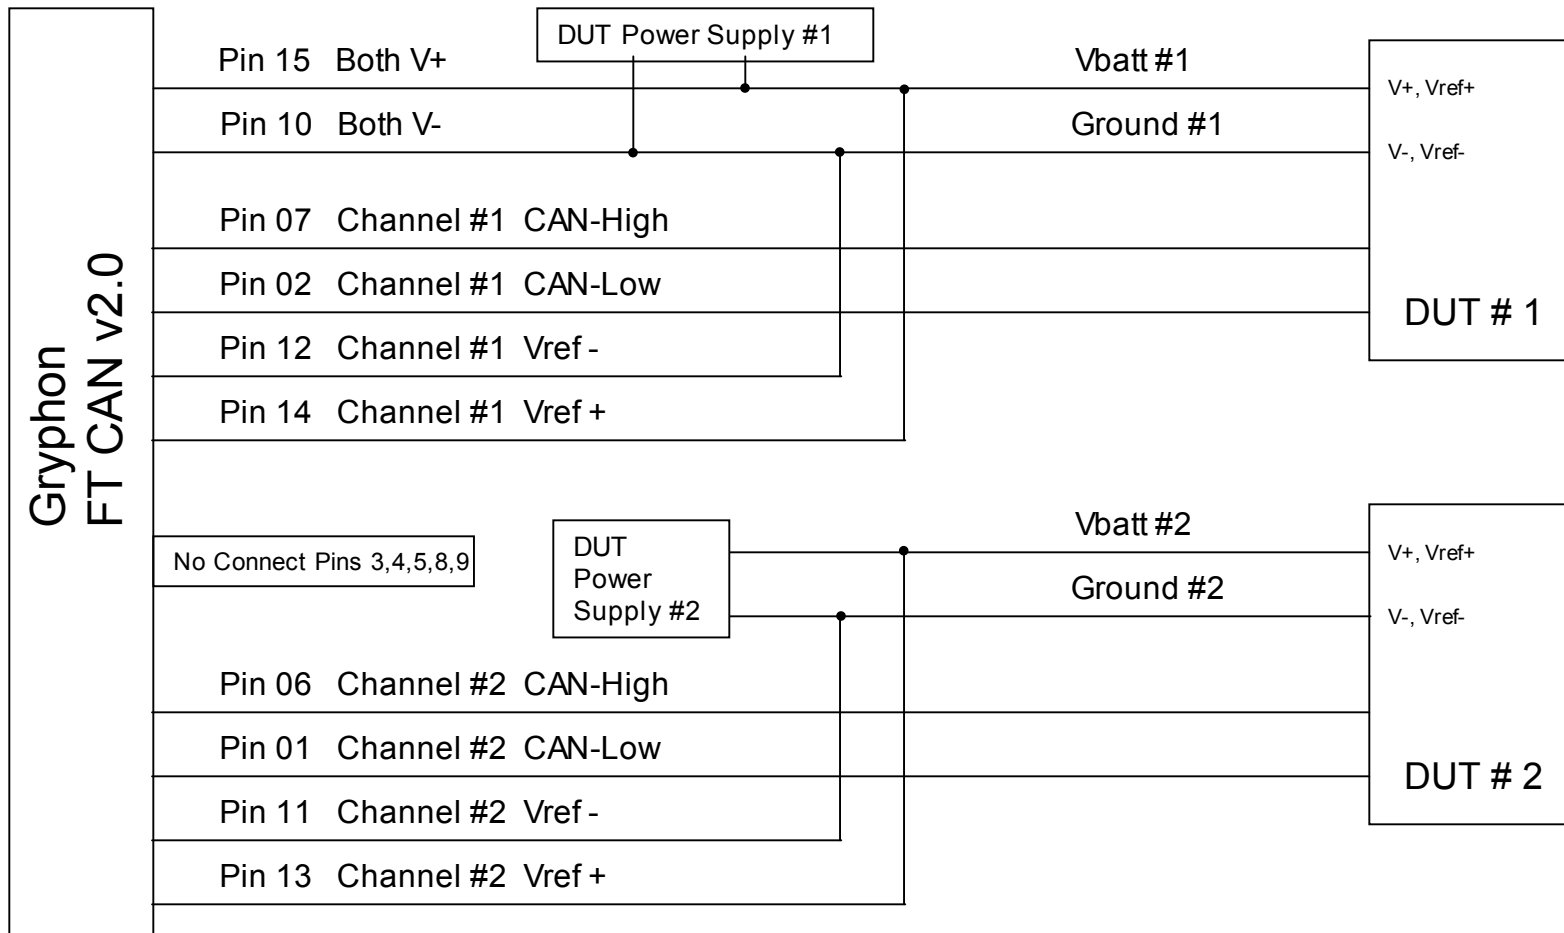 Gryphon
FT CAN v2.0
DUT Power Supply #1
Pin 15 Both V+
Vbatt #1
V+, Vref+
Pin 10 Both V-
Ground #1
V-, Vref-
Pin 07 Channel #1 CAN-High
Pin 02 Channel #1 CAN-Low
DUT # 1
Pin 12 Channel #1 Vref -
Pin 14 Channel #1 Vref +
No Connect Pins 3,4,5,8,9
DUT
Power
Supply #2
Vbatt #2
V+, Vref+
Ground #2
V-, Vref-
Pin 06 Channel #2 CAN-High
Pin 01 Channel #2 CAN-Low
DUT # 2
Pin 11 Channel #2 Vref -
Pin 13 Channel #2 Vref +